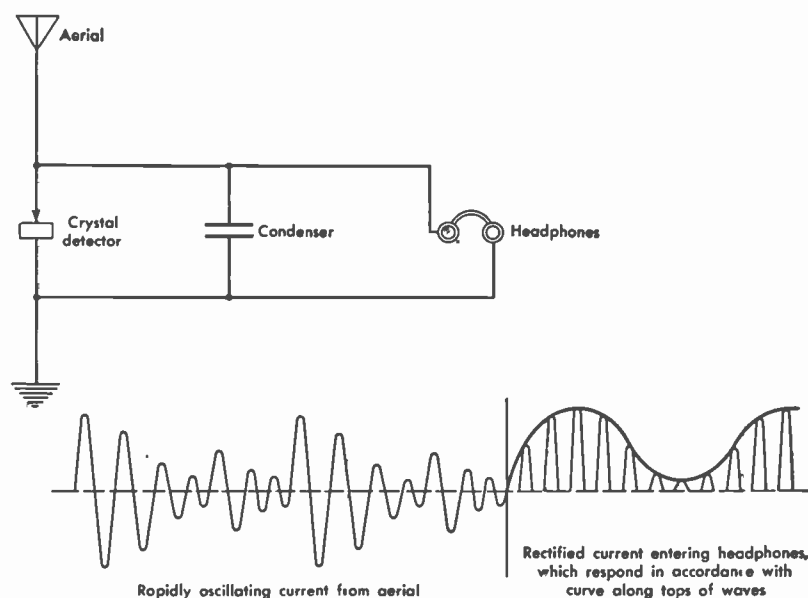 Aerial
Crystal
detector
Condenser
Headphones
Rapidly oscillating current from aerial
Rectified current entering headphones,
which respond in accordance with
curve along tops of waves